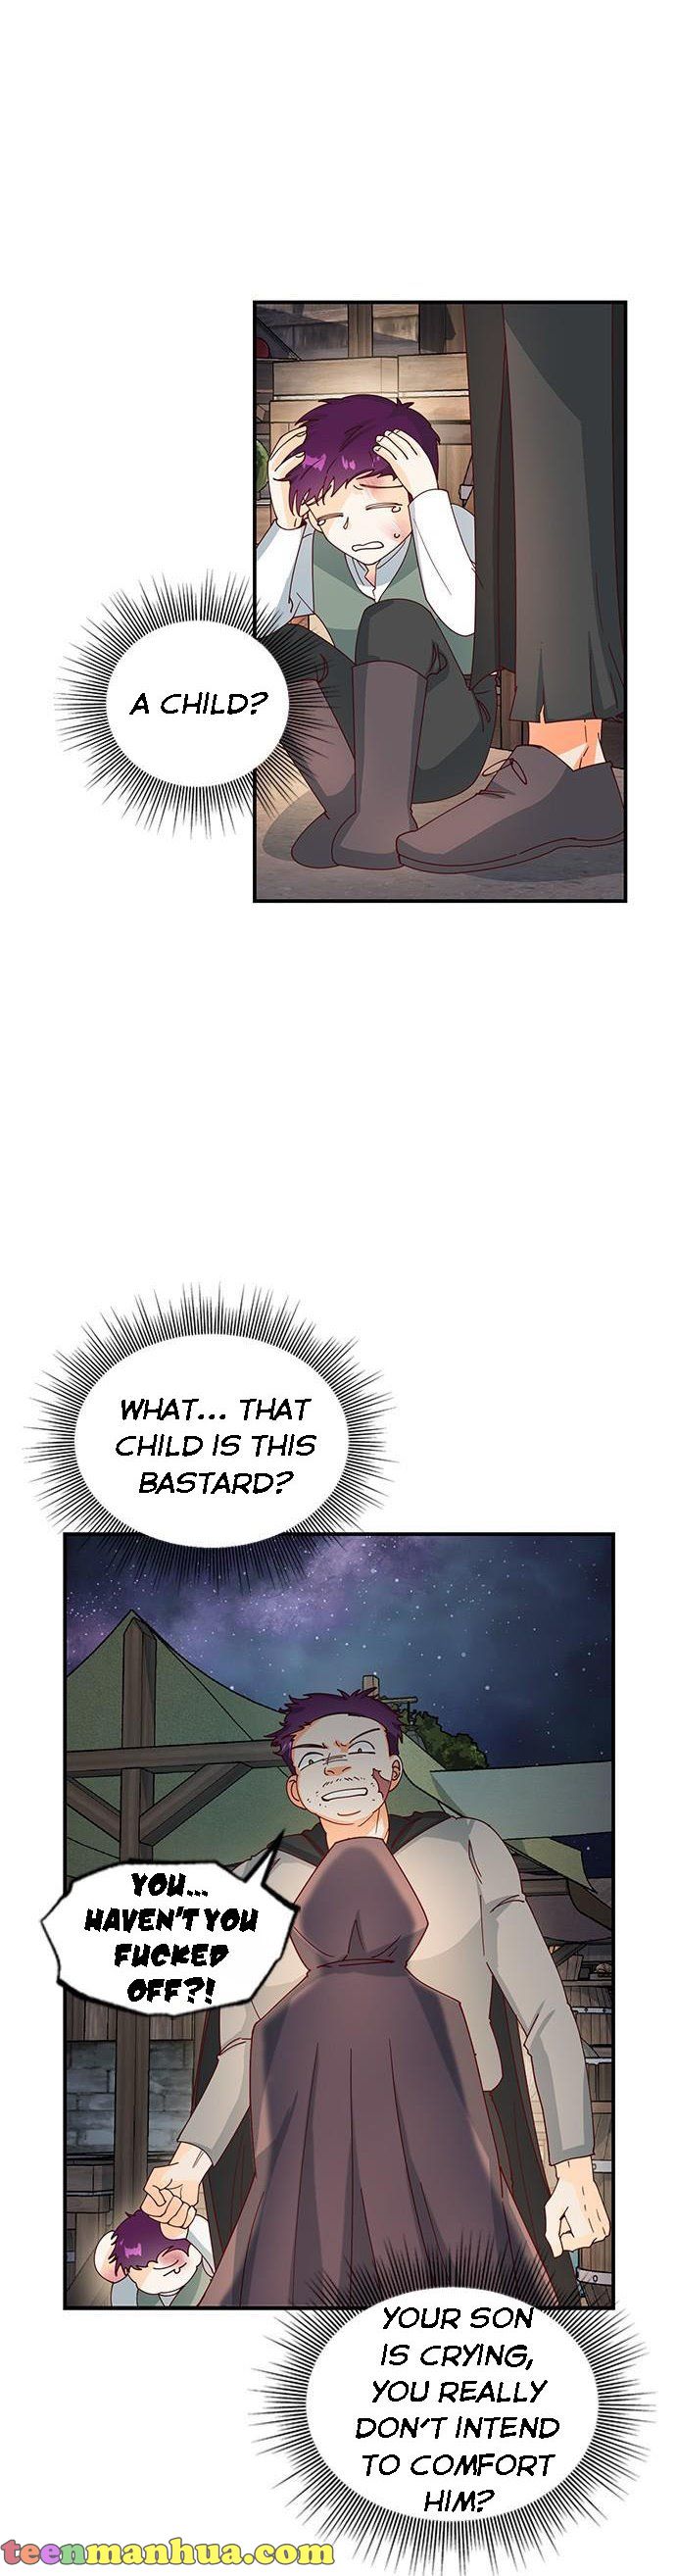 A CHILD?
WHAT... THAT
CHILD IS THIS
BASTARD?
YOU...
HAVEN'T YOU
FUCKED
OFF?!
YOUR SON
IS CRYING,
YOU REALLY
DON'T INTEND
TO COMFORT
HIM?
teenmanhua.com